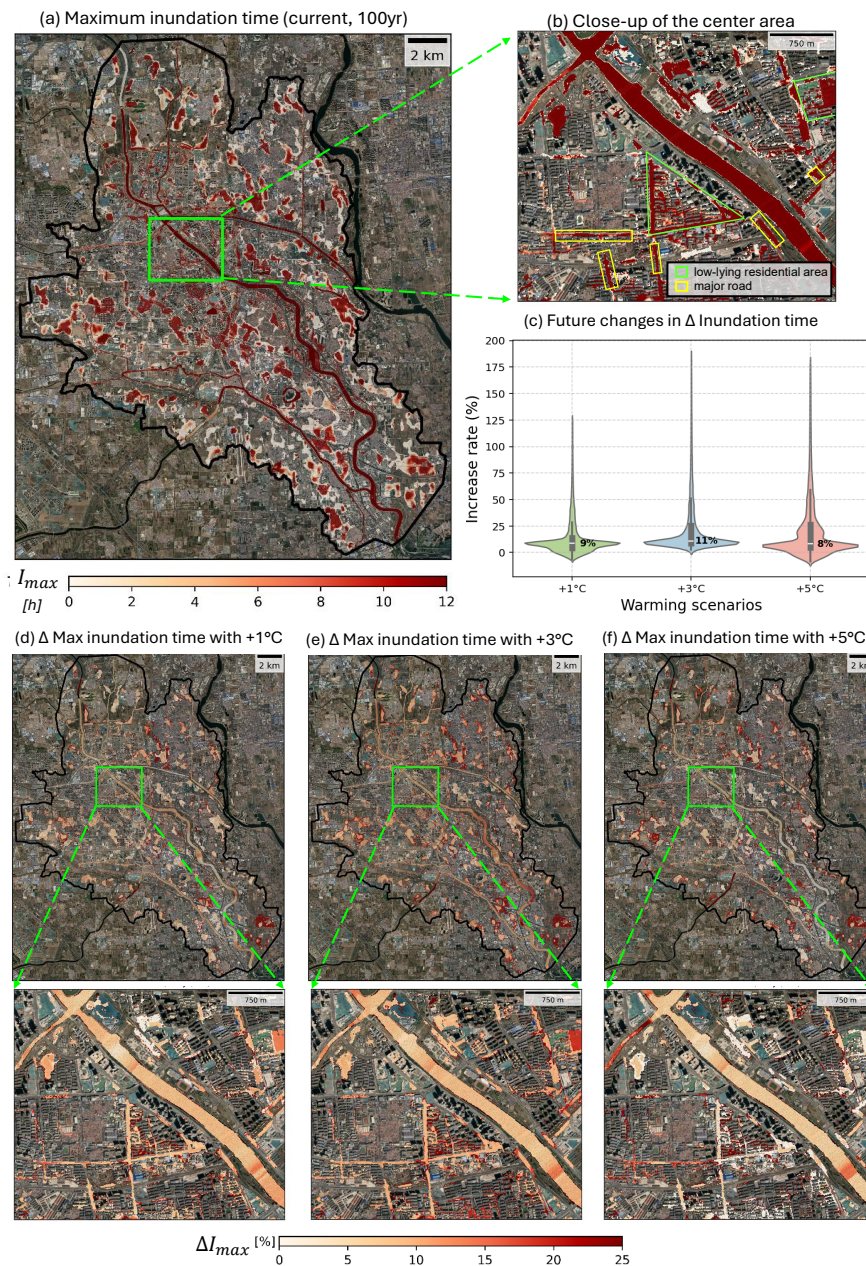 (a) Maximum inundation time (current, 100yr)
2 km
(b) Close-up of the center area
750 m
low-lying residential area
major road
(c) Future changes in Δ Inundation time
200
175
150
125
100
75
50
25
0
Increase rate (%)
9%
11%
8%
+1°C
+3°C
+5°C
Warming scenarios
I_max
[h]
0 2 4 6 8 10 12
(d) Δ Max inundation time with +1°C
(e) Δ Max inundation time with +3°C
(f) Δ Max inundation time with +5°C
2 km
2 km
2 k
750 m
750 m
750 m
ΔI_max [%]
0 5 10 15 20 25